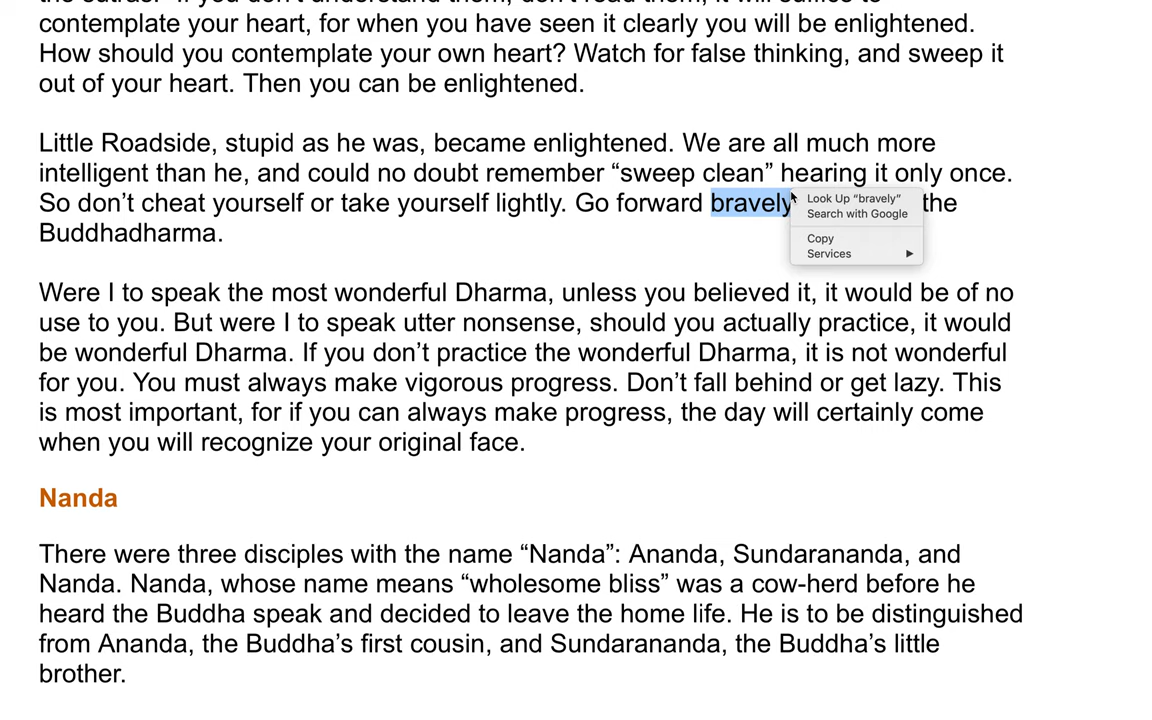 contemplate your heart, for when you have seen it clearly you will be enlightened.
How should you contemplate your own heart? Watch for false thinking, and sweep it
out of your heart. Then you can be enlightened.
Little Roadside, stupid as he was, became enlightened. We are all much more
intelligent than he, and could no doubt remember “sweep clean” hearing it only once.
So don’t cheat yourself or take yourself lightly. Go forward bravely the
Buddhadharma.
Look Up “bravely”
Search with Google
Copy
Services
Were I to speak the most wonderful Dharma, unless you believed it, it would be of no
use to you. But were I to speak utter nonsense, should you actually practice, it would
be wonderful Dharma. If you don’t practice the wonderful Dharma, it is not wonderful
for you. You must always make vigorous progress. Don’t fall behind or get lazy. This
is most important, for if you can always make progress, the day will certainly come
when you will recognize your original face.
Nanda
There were three disciples with the name “Nanda”: Ananda, Sundarananda, and
Nanda. Nanda, whose name means “wholesome bliss” was a cow-herd before he
heard the Buddha speak and decided to leave the home life. He is to be distinguished
from Ananda, the Buddha’s first cousin, and Sundarananda, the Buddha’s little
brother.